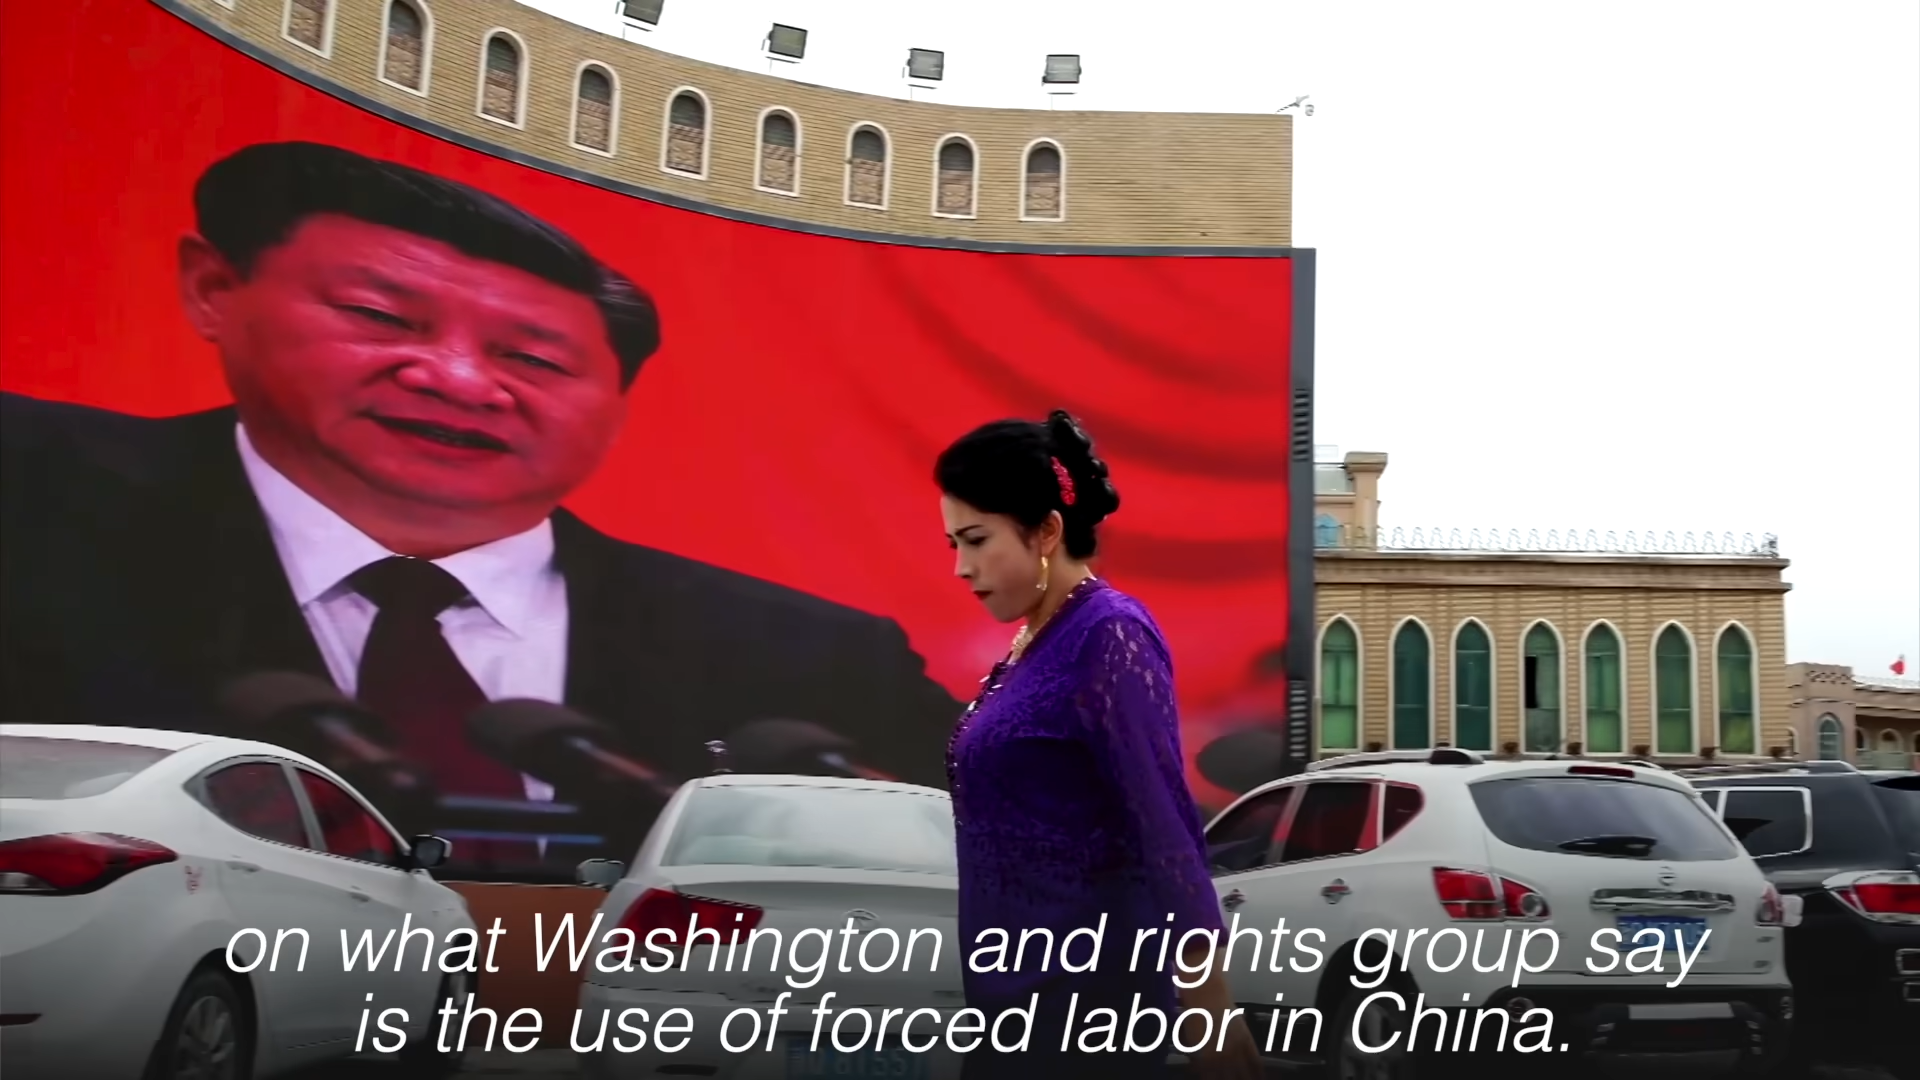 on what Washington and rights group say
is the use of forced labor in China.